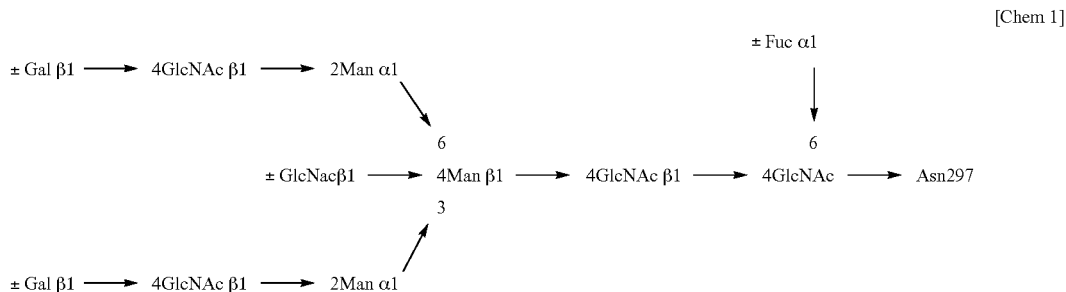 [Chem 1]
± Fuc α1
± Gal β1 4GlcNAc β1 2Man α1
6 6
± GlcNacβ1 4Man β1 4GlcNAc β1 4GlcNAc Asn297
3
± Gal β1 4GlcNAc β1 2Man α1